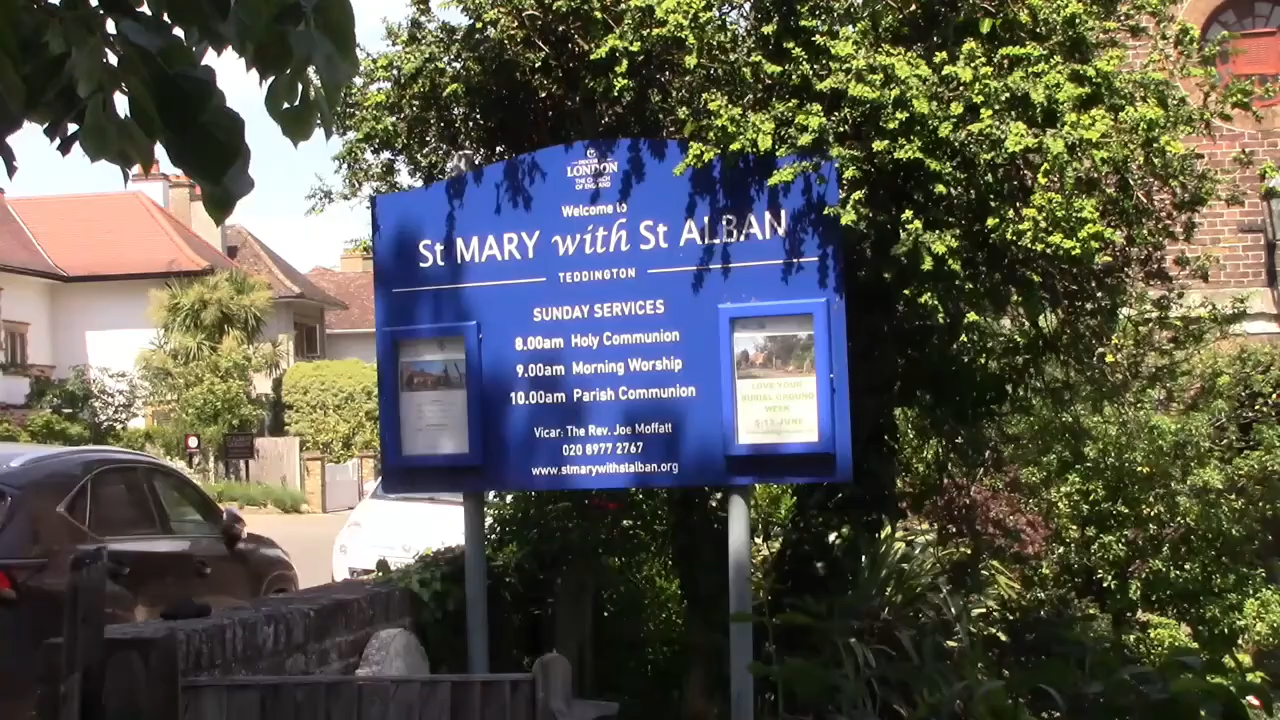 DIOCESE
LONDON
THE CHURCH
OF ENGLAND
Welcome to
St MARY with St ALBAN
TEDDINGTON
SUNDAY SERVICES
8.00am Holy Communion
9.00am Morning Worship
10.00am Parish Communion
Vicar: The Rev. Joe Moffatt
020 8977 2767
www.stmarywithstalban.org
LOVE YOUR
BURIAL GROUND
WEEK
JUNE